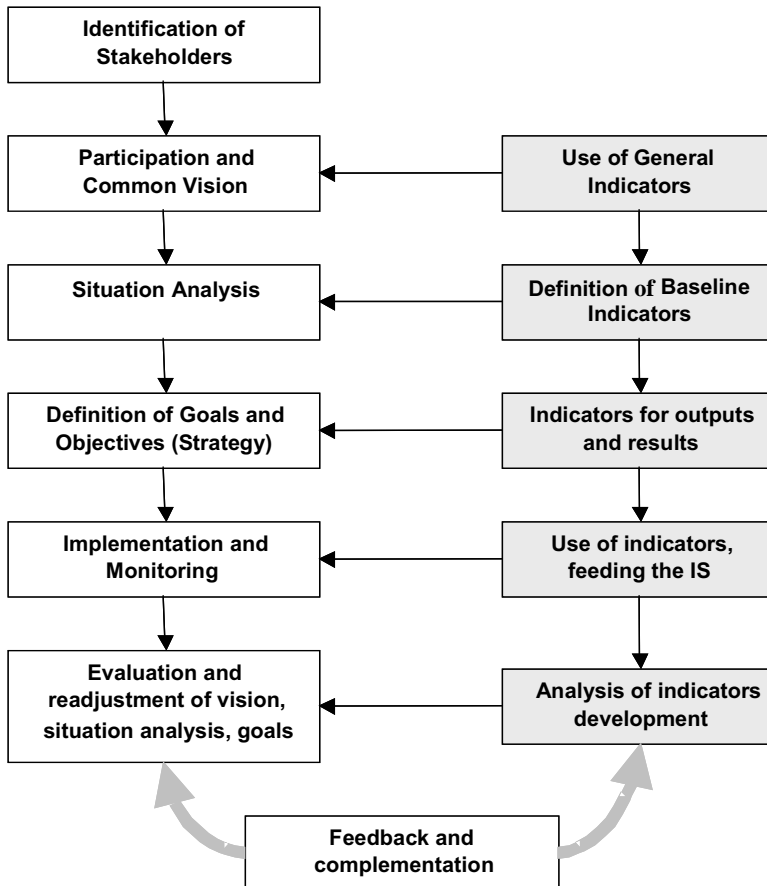 Identification of
Stakeholders
Participation and
Common Vision
Use of General
Indicators
Situation Analysis
Definition of Baseline
Indicators
Definition of Goals and
Objectives (Strategy)
Indicators for outputs
and results
Implementation and
Monitoring
Use of indicators,
feeding the IS
Evaluation and
readjustment of vision,
situation analysis, goals
Analysis of indicators
development
Feedback and
complementation